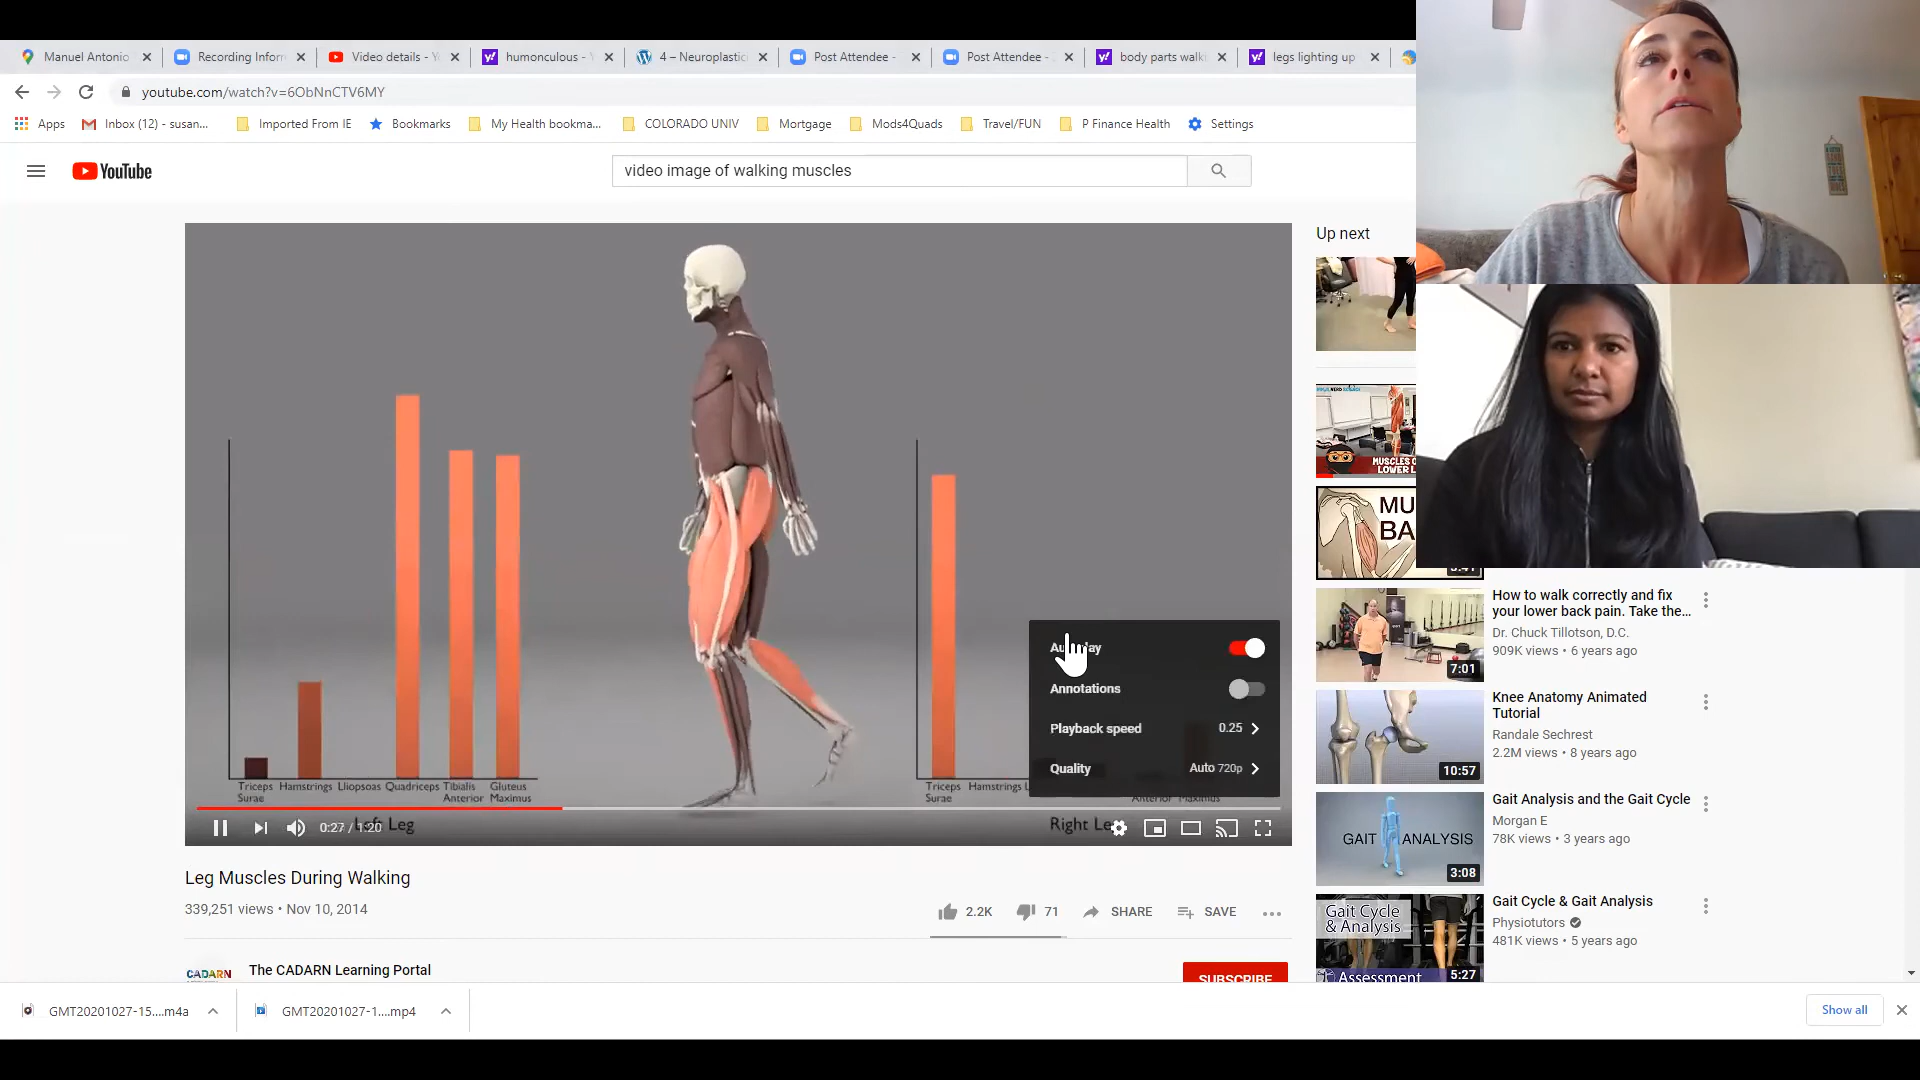 Manuel Antonio
Recording Inforr
Video details - Y
humonculous -
4 – Neuroplastici
Post Attendee -
Post Attendee -
body parts walk
legs lighting up
youtube.com/watch?v=6ObNnCTV6MY
Apps
Inbox (12) - susan...
Imported From IE
Bookmarks
My Health bookma...
COLORADO UNIV
Mortgage
Mods4Quads
Travel/FUN
P Finance Health
Settings
YouTube
video image of walking muscles
Up next
MUSCLES O
LOWER L
MU
BA
Triceps Surae
Hamstrings
Lliopsoas
Quadriceps
Tibialis Anterior
Gluteus Maximus
Left Leg
Triceps Surae
Hamstrings
Right Le
Annotations
Playback speed 0.25
Quality Auto 720p
0:27 / 1:20
Leg Muscles During Walking
339,251 views • Nov 10, 2014
2.2K
71
SHARE
SAVE
CADARN
The CADARN Learning Portal
SUBSCRIBE
How to walk correctly and fix
your lower back pain. Take the...
Dr. Chuck Tillotson, D.C.
909K views • 6 years ago
7:01
Knee Anatomy Animated
Tutorial
Randale Sechrest
2.2M views • 8 years ago
10:57
Gait Analysis and the Gait Cycle
Morgan E
78K views • 3 years ago
GAIT ANALYSIS
3:08
Gait Cycle & Gait Analysis
Physiotutors
481K views • 5 years ago
Gait Cycle
& Analysis
Assessment
5:27
GMT20201027-15....m4a
GMT20201027-1....mp4
Show all